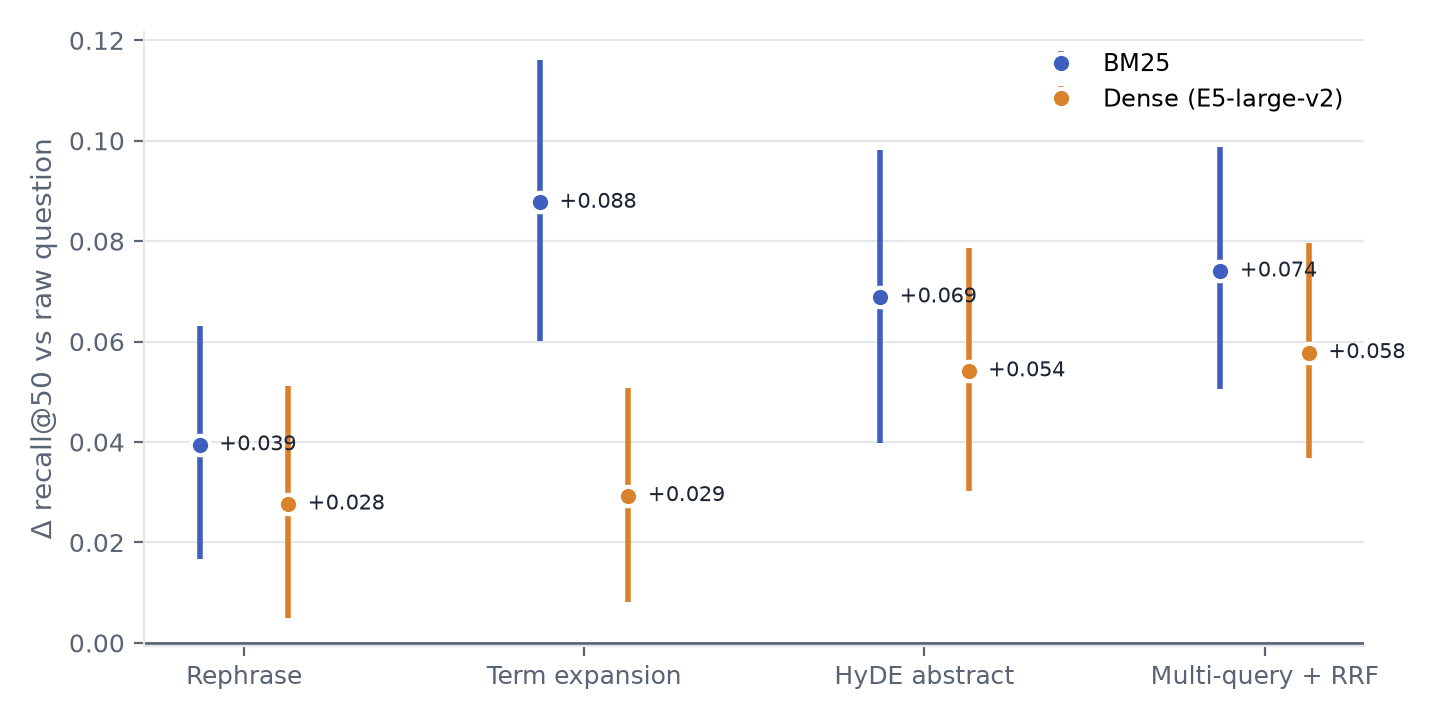 0.12
0.10
0.08
0.06
0.04
0.02
0.00
Δ recall@50 vs raw question
BM25
Dense (E5-large-v2)
+0.039
+0.028
+0.088
+0.029
+0.069
+0.054
+0.074
+0.058
Rephrase
Term expansion
HyDE abstract
Multi-query + RRF